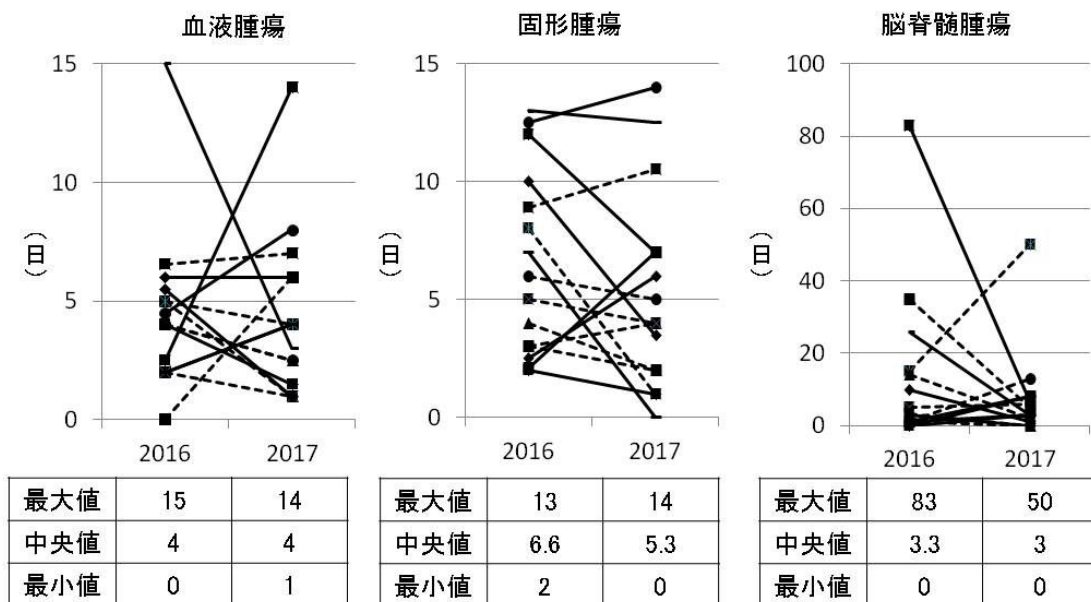 血液腫瘍
15
10
5
0
(日)
2016 2017
最大値 15 14
中央値 4 4
最小値 0 1
固形腫瘍
15
10
5
0
(日)
2016 2017
最大値 13 14
中央値 6.6 5.3
最小値 2 0
脳脊髄腫瘍
100
80
60
40
20
0
(日)
2016 2017
最大値 83 50
中央値 3.3 3
最小値 0 0